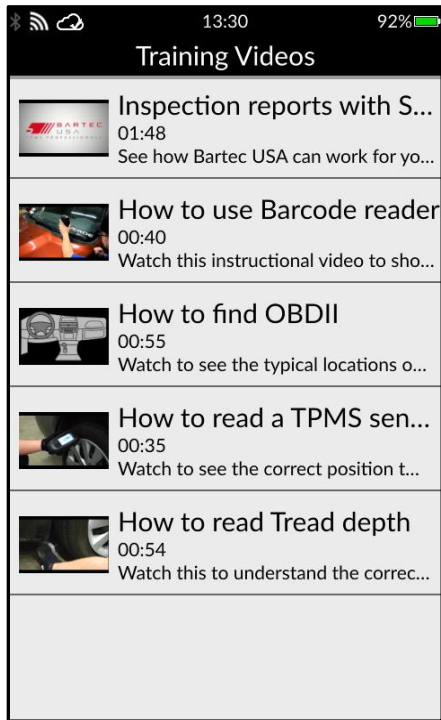 13:30
92%
Training Videos
BARTEC
USA
Inspection reports with S...
01:48
See how Bartec USA can work for yo...
How to use Barcode reader
00:40
Watch this instructional video to sho...
How to find OBDII
00:55
Watch to see the typical locations o...
How to read a TPMS sen...
00:35
Watch to see the correct position t...
How to read Tread depth
00:54
Watch this to understand the correc...